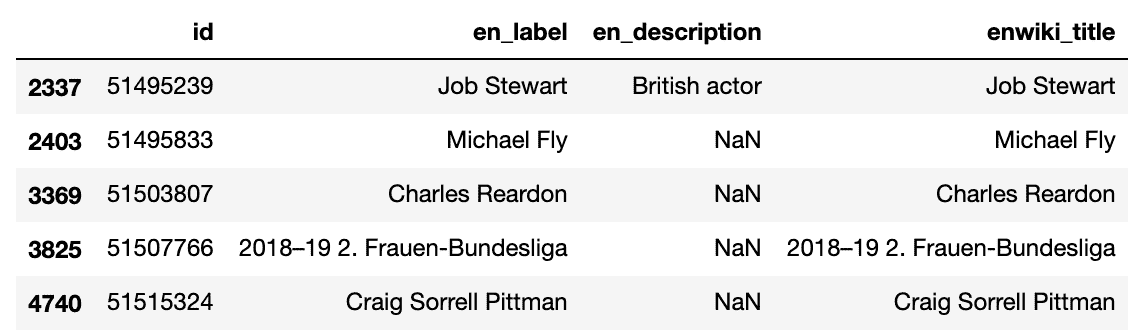 id en_label en_description enwiki_title
2337 51495239 Job Stewart British actor Job Stewart
2403 51495833 Michael Fly NaN Michael Fly
3369 51503807 Charles Reardon NaN Charles Reardon
3825 51507766 2018–19 2. Frauen-Bundesliga NaN 2018–19 2. Frauen-Bundesliga
4740 51515324 Craig Sorrell Pittman NaN Craig Sorrell Pittman